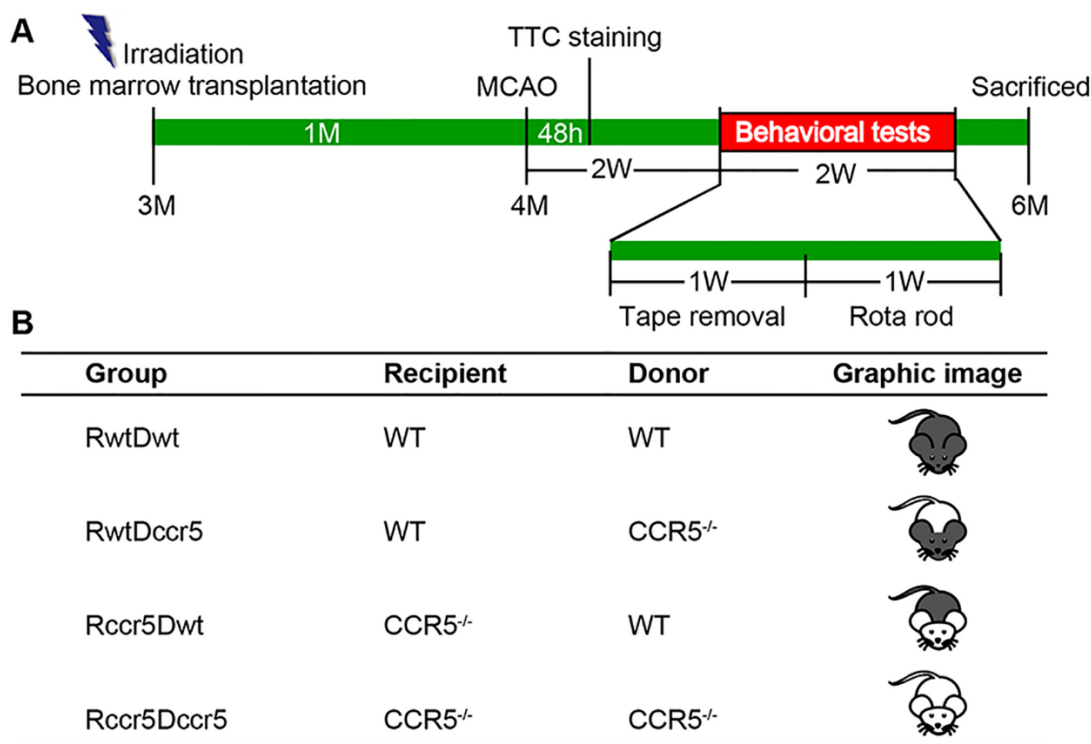 A
TTC staining
Irradiation
Bone marrow transplantation
MCAO
Sacrificed
1M
48h
Behavioral tests
2W
2W
3M
4M
6M
1W
1W
Tape removal
Rota rod
B
Group Recipient Donor Graphic image
RwtDwt WT WT
RwtDccr5 WT CCR5-/-
Rccr5Dwt CCR5-/- WT
Rccr5Dccr5 CCR5-/- CCR5-/-